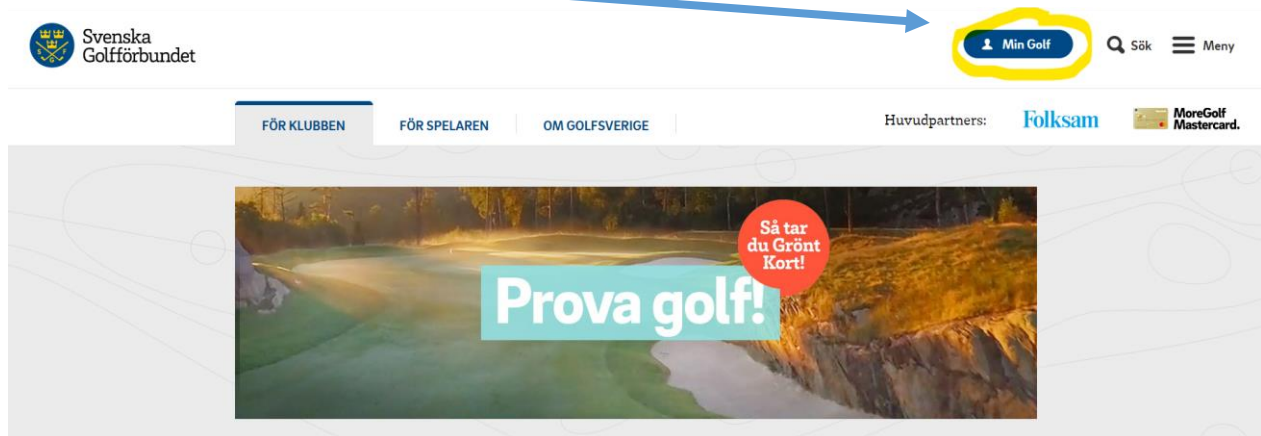 Svenska
Golfförbundet
Min Golf
Sök
Meny
FÖR KLUBBEN
FÖR SPELAREN
OM GOLFSVERIGE
Huvudpartners:
Folksam
MoreGolf
Mastercard.
Så tar
du Grönt
Kort!
Prova golf!